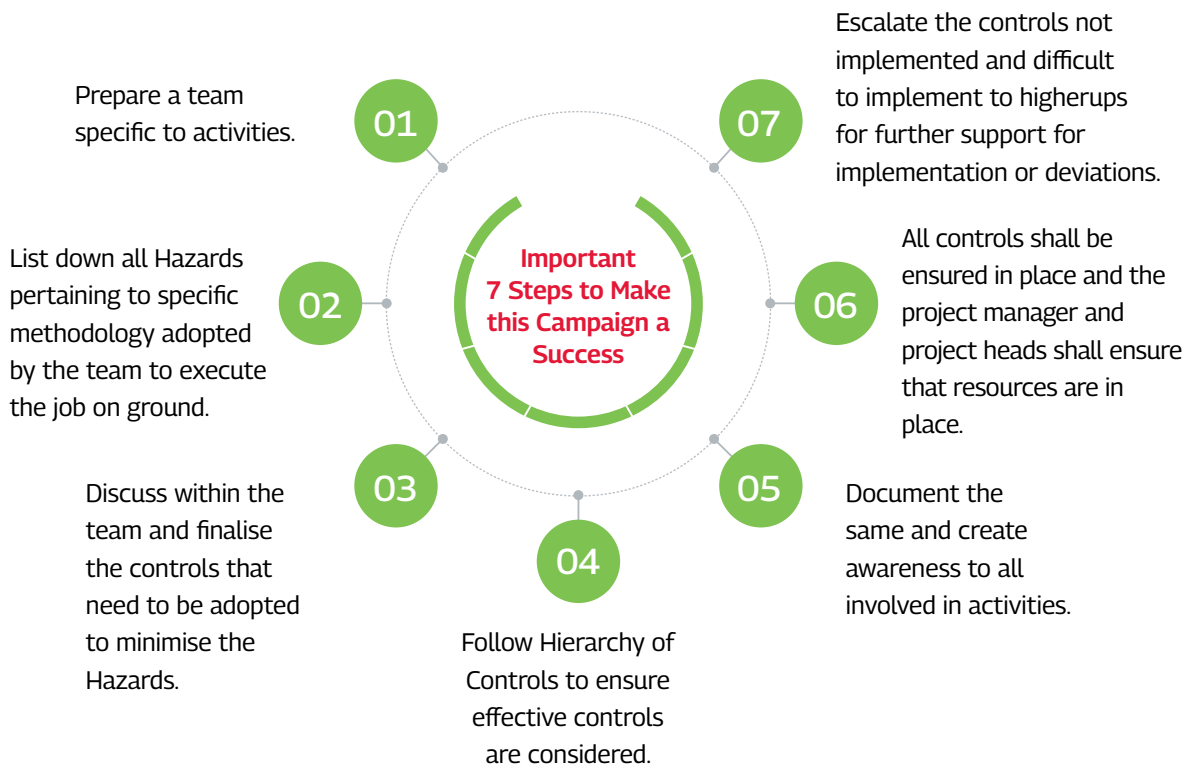 Important
7 Steps to Make
this Campaign a
Success
01
Prepare a team
specific to activities.
02
List down all Hazards
pertaining to specific
methodology adopted
by the team to execute
the job on ground.
03
Discuss within the
team and finalise
the controls that
need to be adopted
to minimise the
Hazards.
04
Follow Hierarchy of
Controls to ensure
effective controls
are considered.
05
Document the
same and create
awareness to all
involved in activities.
06
All controls shall be
ensured in place and the
project manager and
project heads shall ensure
that resources are in
place.
07
Escalate the controls not
implemented and difficult
to implement to higherups
for further support for
implementation or deviations.